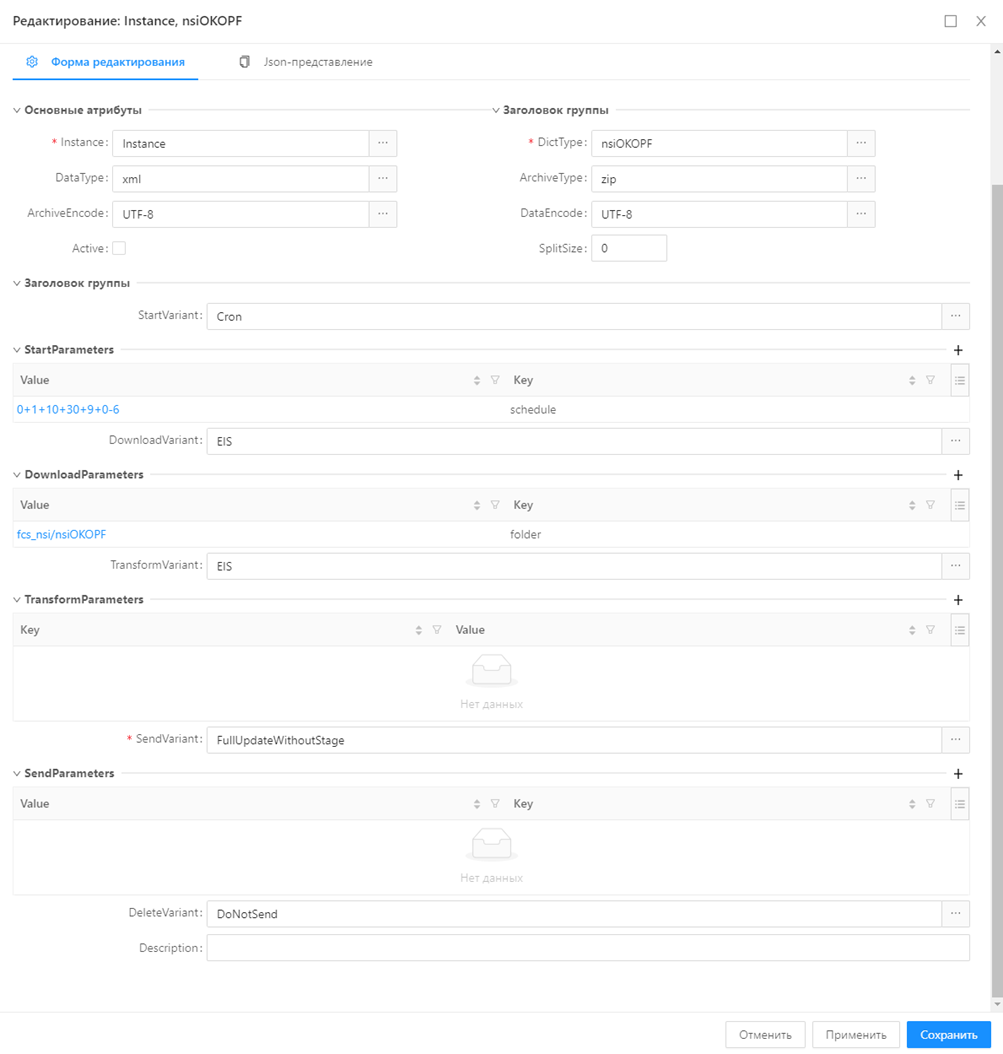 Редактирование: Instance, nsiOKOPF
Форма редактирования Json-представление
Основные атрибуты Заголовок группы
* Instance: Instance ... * DictType: nsiOKOPF ...
DataType: xml ... ArchiveType: zip ...
ArchiveEncode: UTF-8 ... DataEncode: UTF-8 ...
Active: SplitSize: 0
Заголовок группы
StartVariant: Cron ...
StartParameters +
Value Key
0+1+10+30+9+0-6 schedule
DownloadVariant: EIS ...
DownloadParameters +
Value Key
fcs_nsi/nsiOKOPF folder
TransformVariant: EIS ...
TransformParameters +
Key Value
Нет данных
* SendVariant: FullUpdateWithoutStage ...
SendParameters +
Value Key
Нет данных
DeleteVariant: DoNotSend ...
Description:
Отменить Применить Сохранить